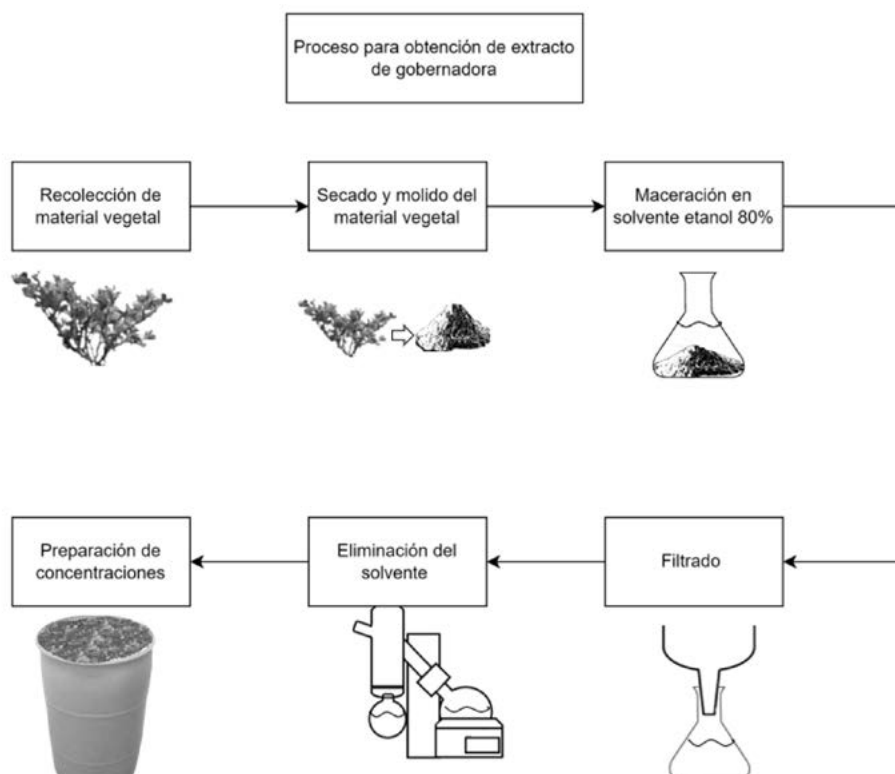 Proceso para obtención de extracto
de gobernadora
Recolección de
material vegetal
Secado y molido del
material vegetal
Maceración en
solvente etanol 80%
Preparación de
concentraciones
Eliminación del
solvente
Filtrado